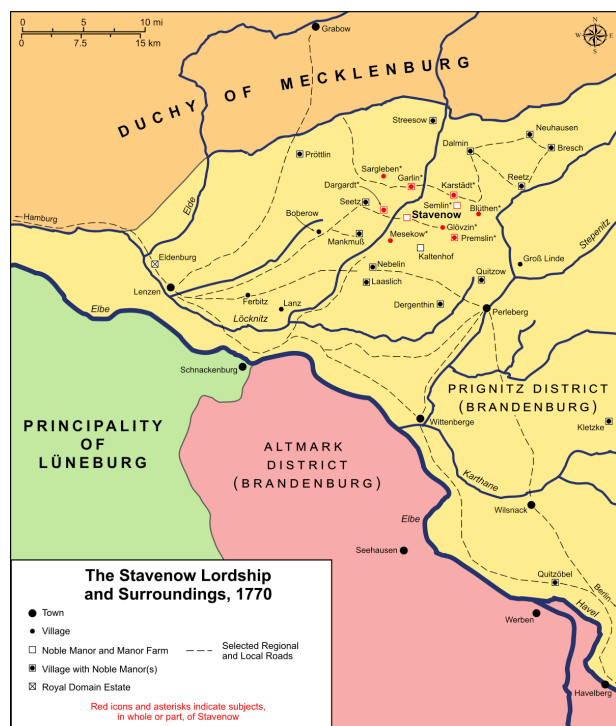 0 5 10 mi
0 7.5 15 km
Grabow
N
W E
S
DUCHY OF MECKLENBURG
Streesow
Neuhausen
Dalmin
Bresch
Pröttlin
Sargleben*
Garlin*
Karstädt*
Reetz
Dargardt*
Semlin*
Seetz
Blüthen*
Stavenow
Elde
← Hamburg
Boberow
Glövzin*
Stepenitz
Mankmuß
Mesekow*
Premslin*
Kaltenhof
Eldenburg
Nebelin
Groß Linde
Quitzow
Lenzen
Laaslich
Ferbitz
Lanz
Dergenthin
Elbe
Löcknitz
Perleberg
Schnackenburg
PRIGNITZ DISTRICT
(BRANDENBURG)
Wittenberge
Kletzke
PRINCIPALITY
OF
LÜNEBURG
ALTMARK
DISTRICT
(BRANDENBURG)
Karthane
Wilsnack
Elbe
Seehausen
Quitzöbel
Berlin
Havel
Werben
Havelberg
The Stavenow Lordship
and Surroundings, 1770
Town
Village
Noble Manor and Manor Farm
Village with Noble Manor(s)
Royal Domain Estate
Selected Regional
and Local Roads
Red icons and asterisks indicate subjects,
in whole or part, of Stavenow